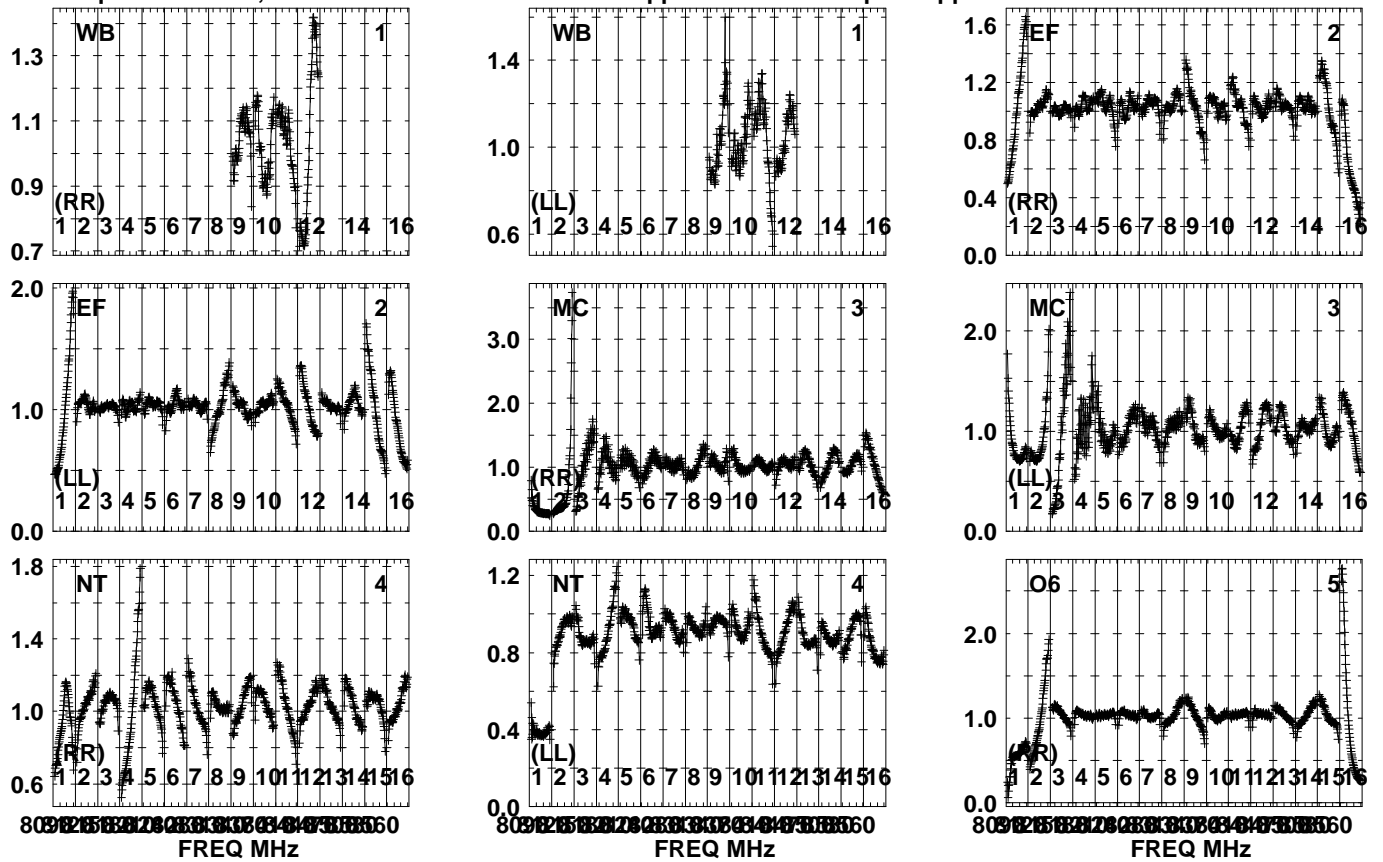 WB 1
1.3
1.1
0.9
0.7
(RR)
1 2 3 4 5 6 7 8 9 10 12 14 16
WB 1
1.4
1.0
0.6
(LL)
1 2 3 4 5 6 7 8 9 10 12 14 16
EF 2
1.6
1.2
0.8
0.4
0.0
(RR)
1 2 3 4 5 6 7 8 9 10 12 14 16
EF 2
2.0
1.0
0.0
(LL)
1 2 3 4 5 6 7 8 9 10 12 14 16
MC 3
3.0
2.0
1.0
0.0
(RR)
1 2 3 4 5 6 7 8 9 10 12 14 16
MC 3
2.0
1.0
0.0
(LL)
1 2 3 4 5 6 7 8 9 10 12 14 16
NT 4
1.8
1.4
1.0
0.6
(RR)
1 2 3 4 5 6 7 8 9 10 11 12 13 14 15 16
FREQ MHz
NT 4
1.2
0.8
0.4
0.0
(LL)
1 2 3 4 5 6 7 8 9 10 11 12 13 14 15 16
FREQ MHz
O6 5
2.0
1.0
0.0
(RR)
1 2 3 4 5 6 7 8 9 10 11 12 13 14 15 16
FREQ MHz